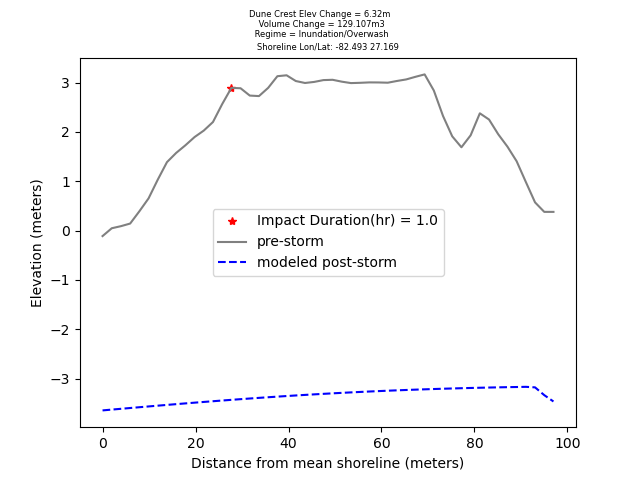 Dune Crest Elev Change = 6.32m
Volume Change = 129.107m3
Regime = Inundation/Overwash
Shoreline Lon/Lat: -82.493 27.169
3
2
1
0
−1
−2
−3
Elevation (meters)
Impact Duration(hr) = 1.0
pre-storm
modeled post-storm
0 20 40 60 80 100
Distance from mean shoreline (meters)